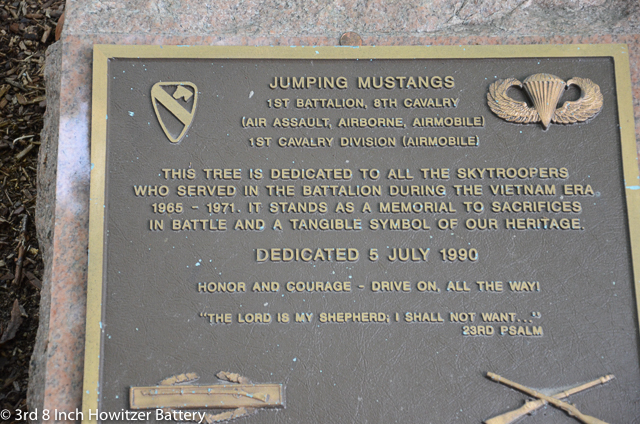 JUMPING MUSTANGS
1ST BATTALION, 8TH CAVALRY
(AIR ASSAULT, AIRBORNE, AIRMOBILE)
1ST CAVALRY DIVISION (AIRMOBILE)
THIS TREE IS DEDICATED TO ALL THE SKYTROOPERS
WHO SERVED IN THE BATTALION DURING THE VIETNAM ERA,
1965 - 1971. IT STANDS AS A MEMORIAL TO SACRIFICES
IN BATTLE AND A TANGIBLE SYMBOL OF OUR HERITAGE.
DEDICATED 5 JULY 1990
HONOR AND COURAGE - DRIVE ON, ALL THE WAY!
"THE LORD IS MY SHEPHERD; I SHALL NOT WANT..."
23RD PSALM
© 3rd 8 Inch Howitzer Battery